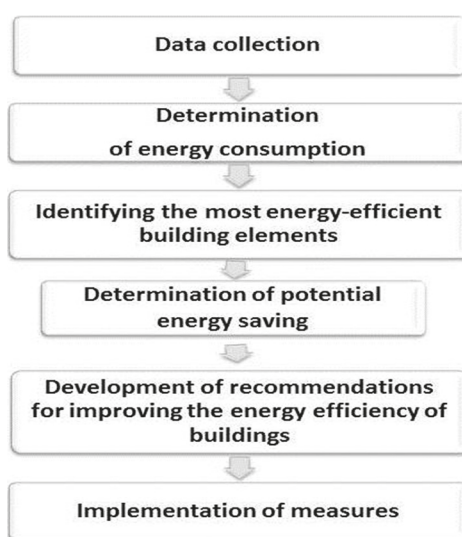 Data collection
Determination
of energy consumption
Identifying the most energy-efficient
building elements
Determination of potential
energy saving
Development of recommendations
for improving the energy efficiency of
buildings
Implementation of measures